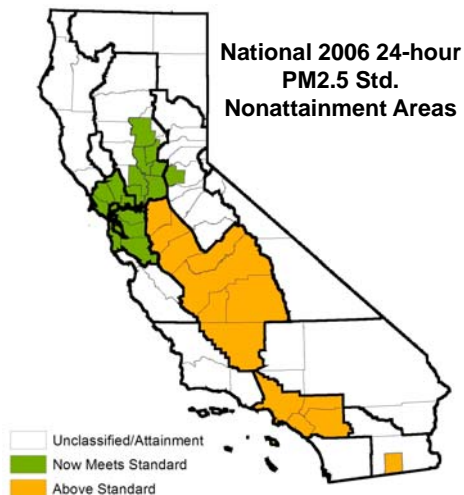 National 2006 24-hour
PM2.5 Std.
Nonattainment Areas
Unclassified/Attainment
Now Meets Standard
Above Standard